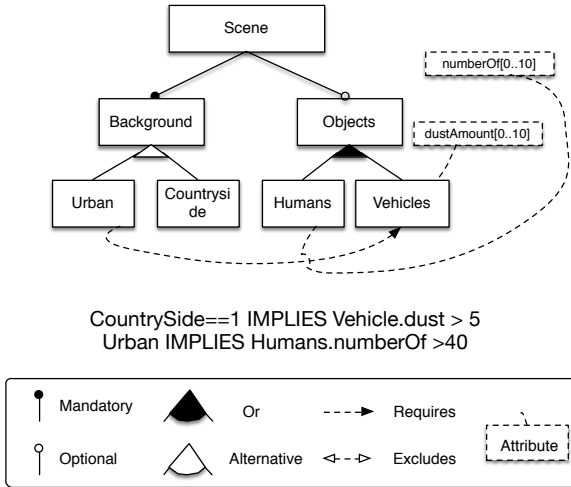 Scene
numberOf[0..10]
Background
Objects
dustAmount[0..10]
Urban
Countrysi
de
Humans
Vehicles
CountrySide==1 IMPLIES Vehicle.dust > 5
Urban IMPLIES Humans.numberOf >40
Mandatory
Or
Requires
Optional
Alternative
Excludes
Attribute